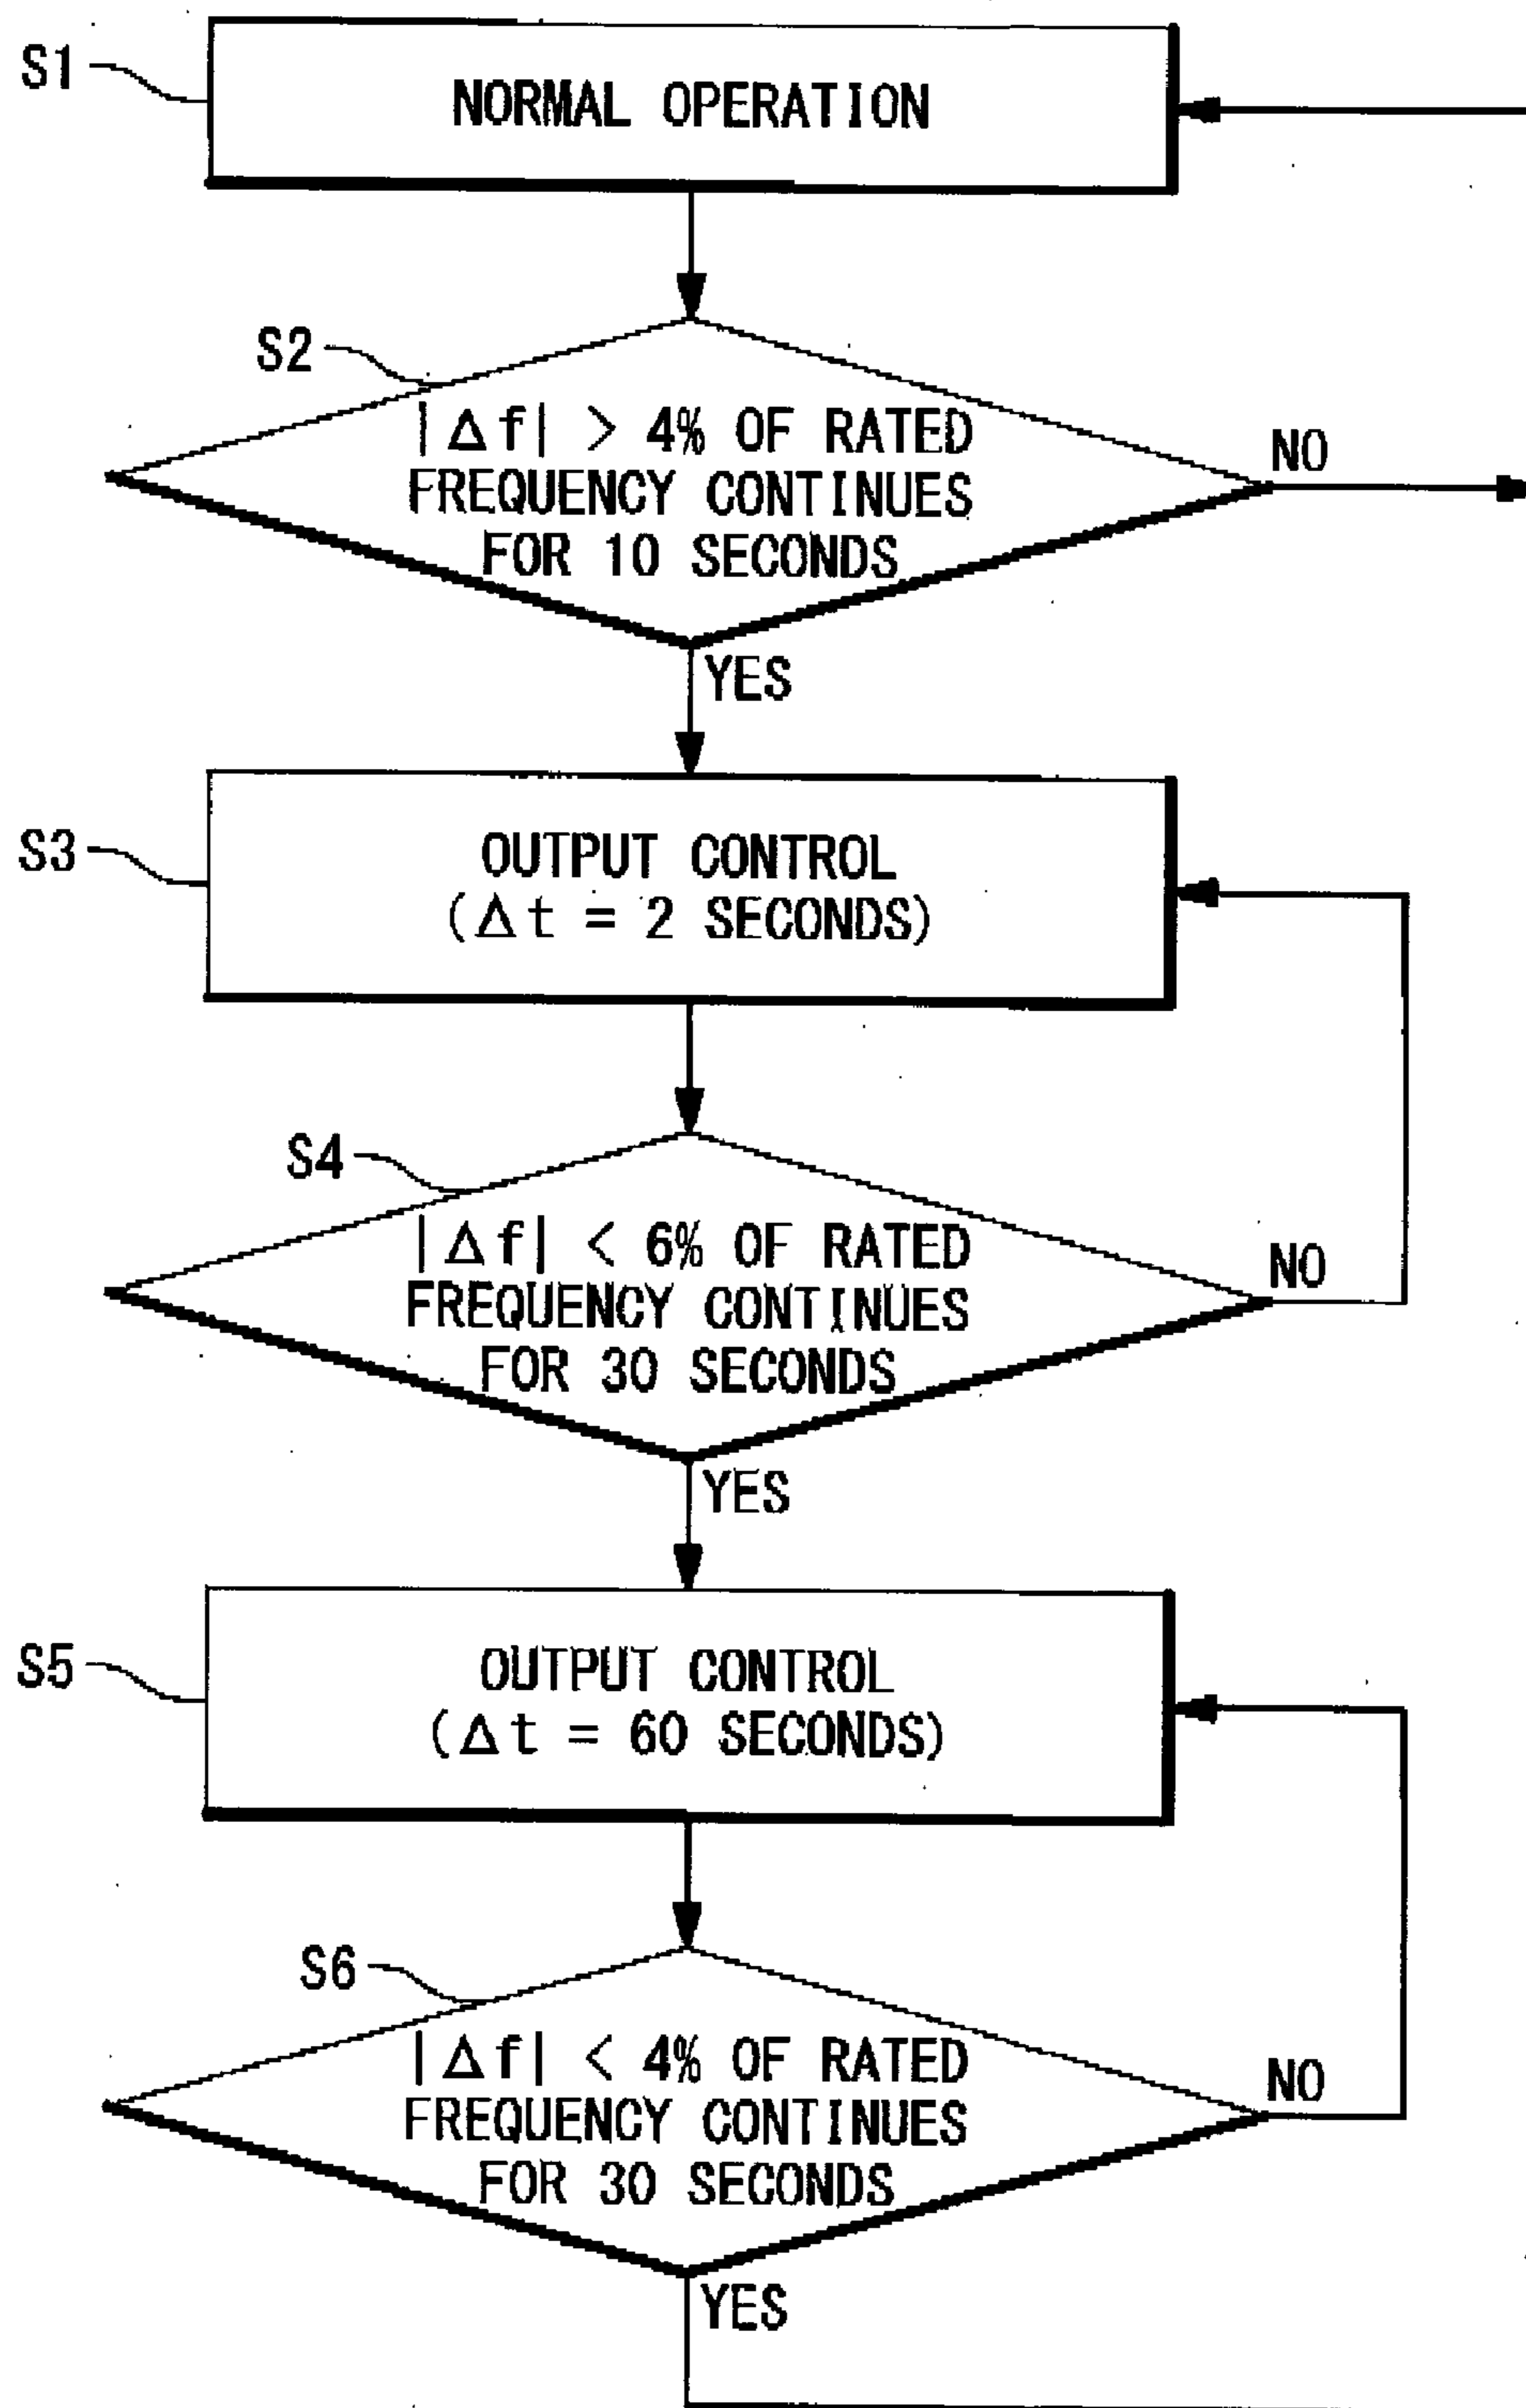 S1
NORMAL OPERATION
S2
|Δf| > 4% OF RATED
FREQUENCY CONTINUES
FOR 10 SECONDS
NO
YES
S3
OUTPUT CONTROL
(Δt = 2 SECONDS)
S4
|Δf| < 6% OF RATED
FREQUENCY CONTINUES
FOR 30 SECONDS
NO
YES
S5
OUTPUT CONTROL
(Δt = 60 SECONDS)
S6
|Δf| < 4% OF RATED
FREQUENCY CONTINUES
FOR 30 SECONDS
NO
YES